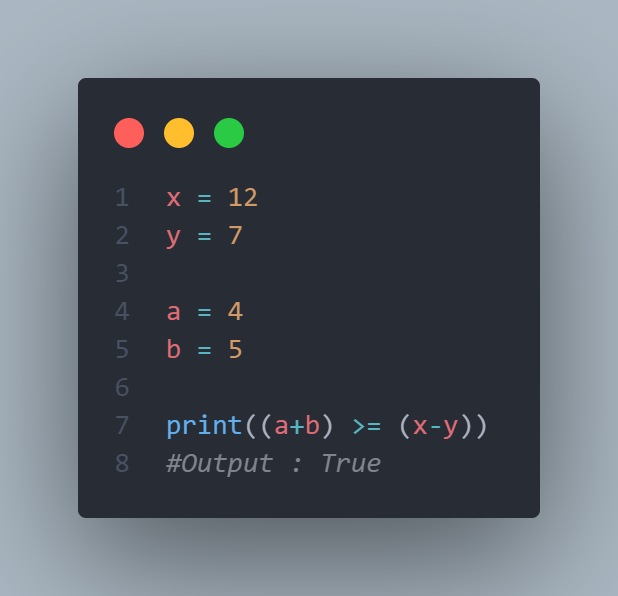 1 x = 12
2 y = 7
3
4 a = 4
5 b = 5
6
7 print((a+b) >= (x-y))
8 #Output : True